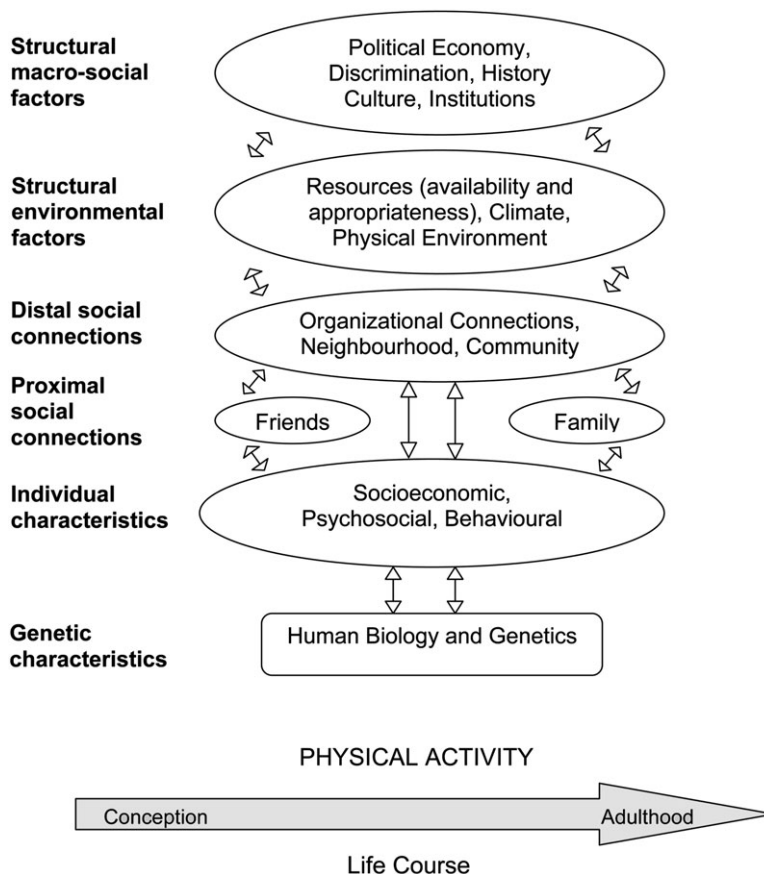 Structural
macro-social
factors
Political Economy,
Discrimination, History
Culture, Institutions
Structural
environmental
factors
Resources (availability and
appropriateness), Climate,
Physical Environment
Distal social
connections
Organizational Connections,
Neighbourhood, Community
Proximal
social
connections
Friends
Family
Individual
characteristics
Socioeconomic,
Psychosocial, Behavioural
Genetic
characteristics
Human Biology and Genetics
PHYSICAL ACTIVITY
Conception
Adulthood
Life Course